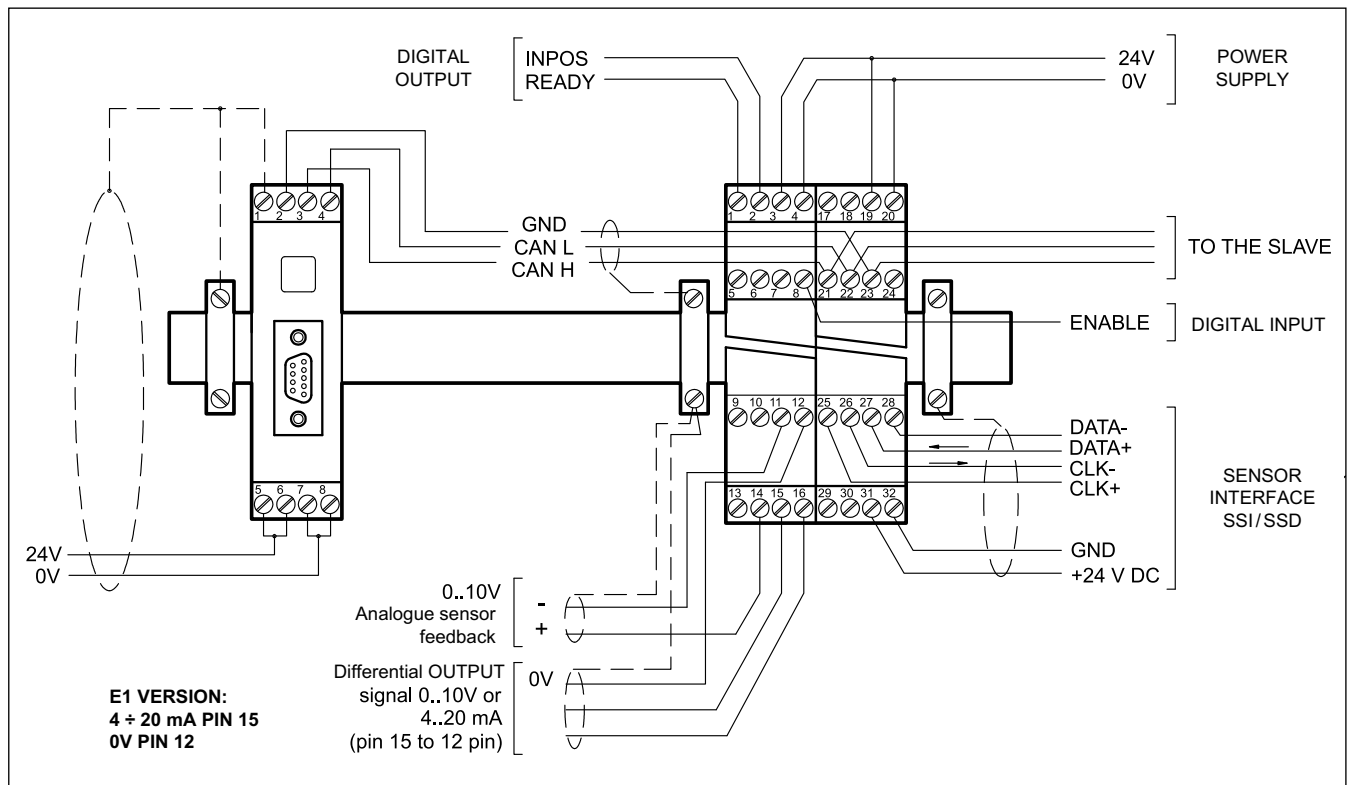 DIGITAL
OUTPUT
INPOS
READY
24V
0V
POWER
SUPPLY
1 2 3 4
1 2 3 4 17 18 19 20
GND
CAN L
CAN H
TO THE SLAVE
5 6 7 8 21 22 23 24
ENABLE
DIGITAL INPUT
9 10 11 12 25 26 27 28
DATA-
DATA+
CLK-
CLK+
SENSOR
INTERFACE
SSI/SSD
5 6 7 8
13 14 15 16 29 30 31 32
24V
0V
GND
+24 V DC
0..10V
Analogue sensor
feedback
-
+
Differential OUTPUT
signal 0..10V or
4..20 mA
(pin 15 to 12 pin)
0V
E1 VERSION:
4 ÷ 20 mA PIN 15
0V PIN 12